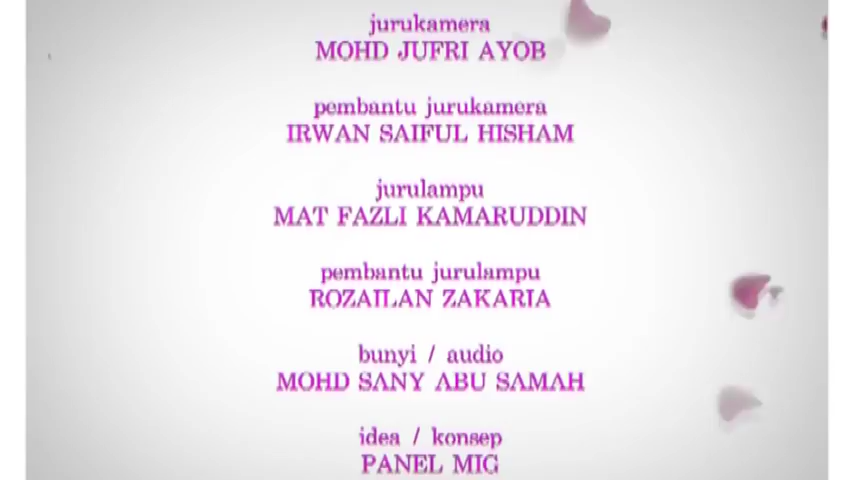 jurukamera
MOHD JUFRI AYOB
pembantu jurukamera
IRWAN SAIFUL HISHAM
jurulampu
MAT FAZLI KAMARUDDIN
pembantu jurulampu
ROZAILAN ZAKARIA
bunyi / audio
MOHD SANY ABU SAMAH
idea / konsep
PANEL MIG